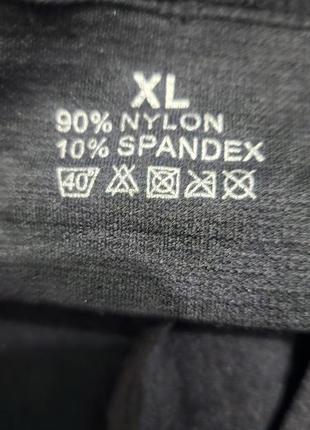 XL
90% NYLON
10% SPANDEX
40°